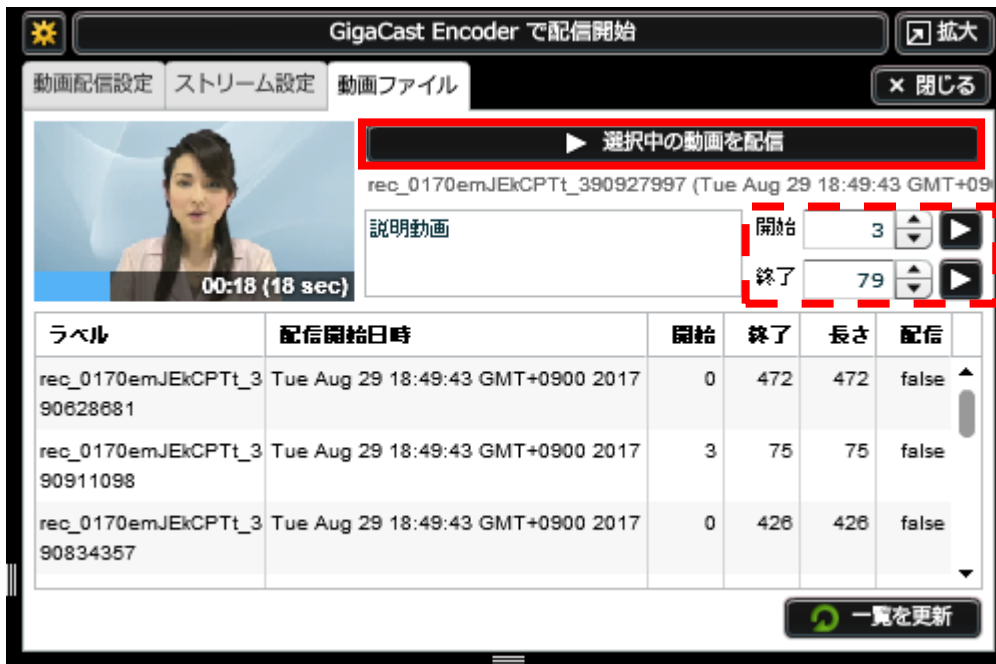 GigaCast Encoder で配信開始
拡大
動画配信設定 ストリーム設定 動画ファイル
× 閉じる
選択中の動画を配信
rec_0170emJEkCPTt_390927997 (Tue Aug 29 18:49:43 GMT+09
説明動画
開始 3
終了 79
00:18 (18 sec)
ラベル 配信開始日時 開始 終了 長さ 配信
rec_0170emJEkCPTt_3 Tue Aug 29 18:49:43 GMT+0900 2017 0 472 472 false
90628681
rec_0170emJEkCPTt_3 Tue Aug 29 18:49:43 GMT+0900 2017 3 75 75 false
90911098
rec_0170emJEkCPTt_3 Tue Aug 29 18:49:43 GMT+0900 2017 0 426 426 false
90834357
一覧を更新